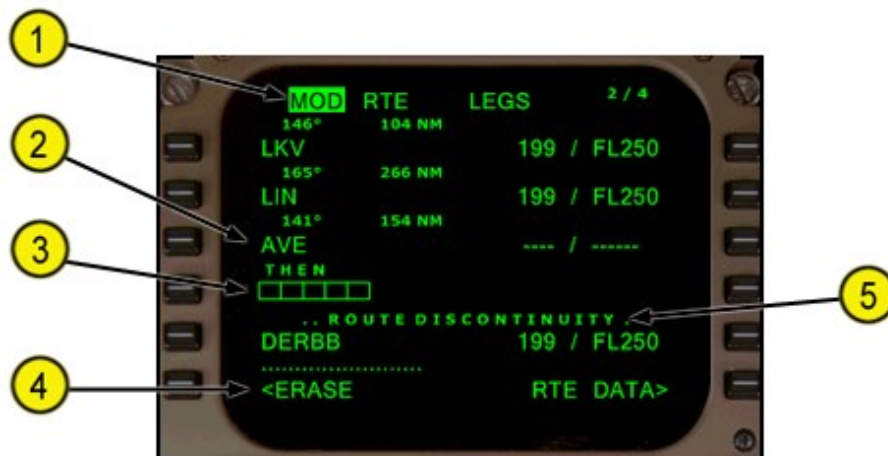 1
MOD RTE LEGS 2 / 4
146° 104 NM
LKV 199 / FL250
2
165° 266 NM
LIN 199 / FL250
141° 154 NM
3
AVE ---- / ------
THEN
□□□□□
5
.. ROUTE DISCONTINUITY .
DERBB 199 / FL250
4
<ERASE RTE DATA>